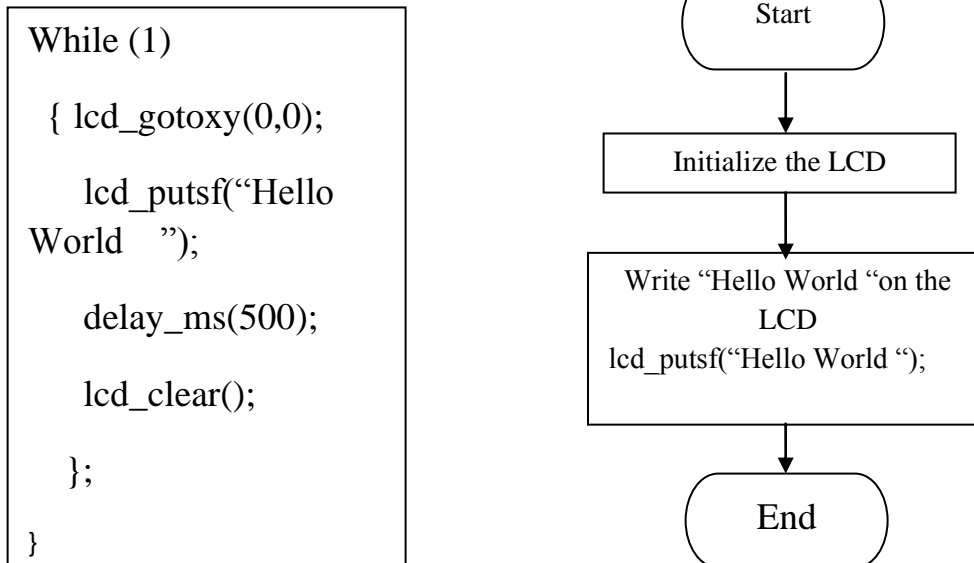 While (1)
{ lcd_gotoxy(0,0);
lcd_putsf(“Hello
World    ”);
delay_ms(500);
lcd_clear();
};
}
Start
Initialize the LCD
Write “Hello World “on the
LCD
lcd_putsf(“Hello World “);
End